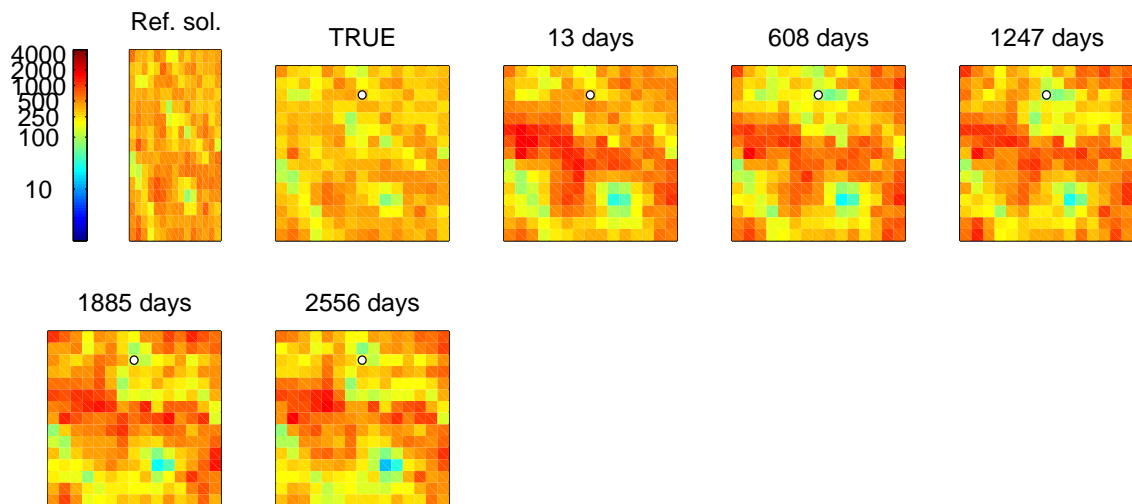 Ref. sol.
TRUE
13 days
608 days
1247 days
4000
2000
1000
500
250
100
10
1885 days
2556 days